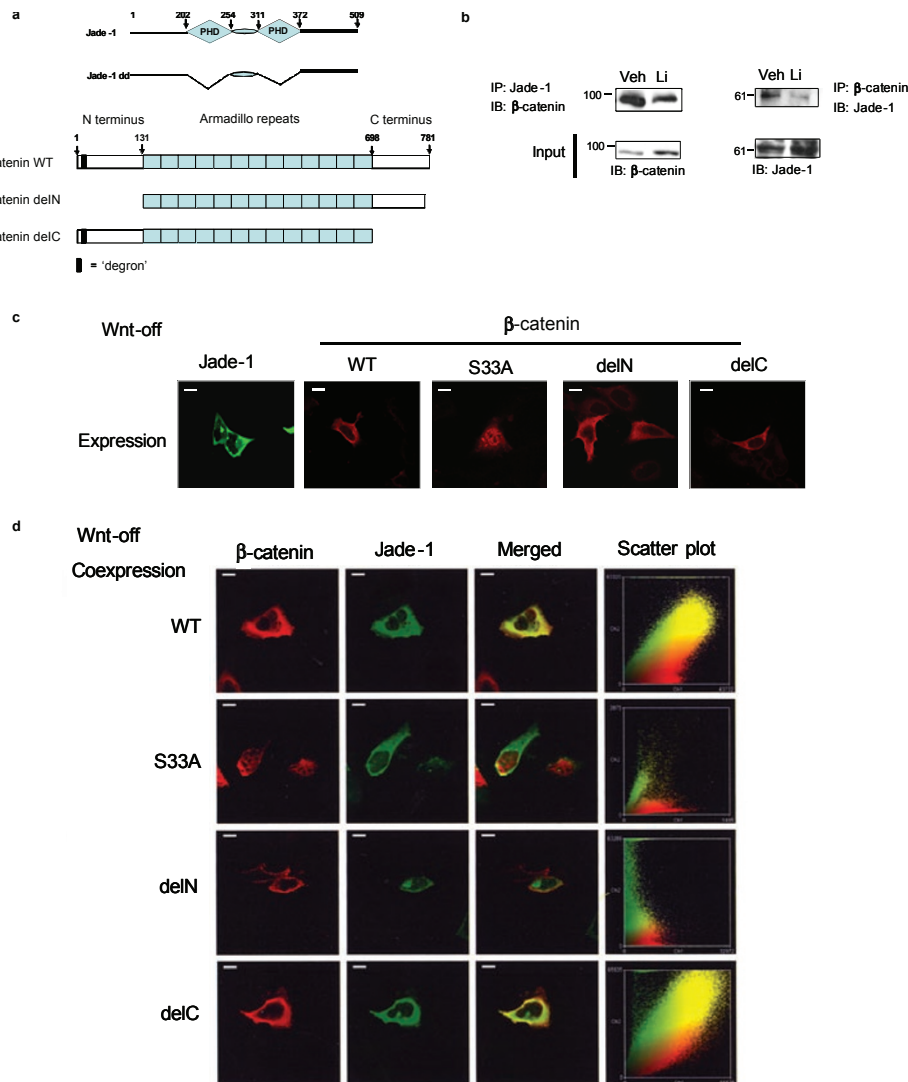 a
1 202 254 311 372 509
Jade-1 PHD PHD
Jade-1 dd
N terminus Armadillo repeats C terminus
1 131 698 781
catenin WT
catenin delN
catenin delC
= 'degron'
b
Veh Li
IP: Jade-1
IB: β-catenin
100
Input
100
IB: β-catenin
Veh Li
61
IP: β-catenin
IB: Jade-1
61
IB: Jade-1
c
Wnt-off
β-catenin
Jade-1 WT S33A delN delC
Expression
d
Wnt-off
Coexpression
β-catenin Jade-1 Merged Scatter plot
WT
S33A
delN
delC